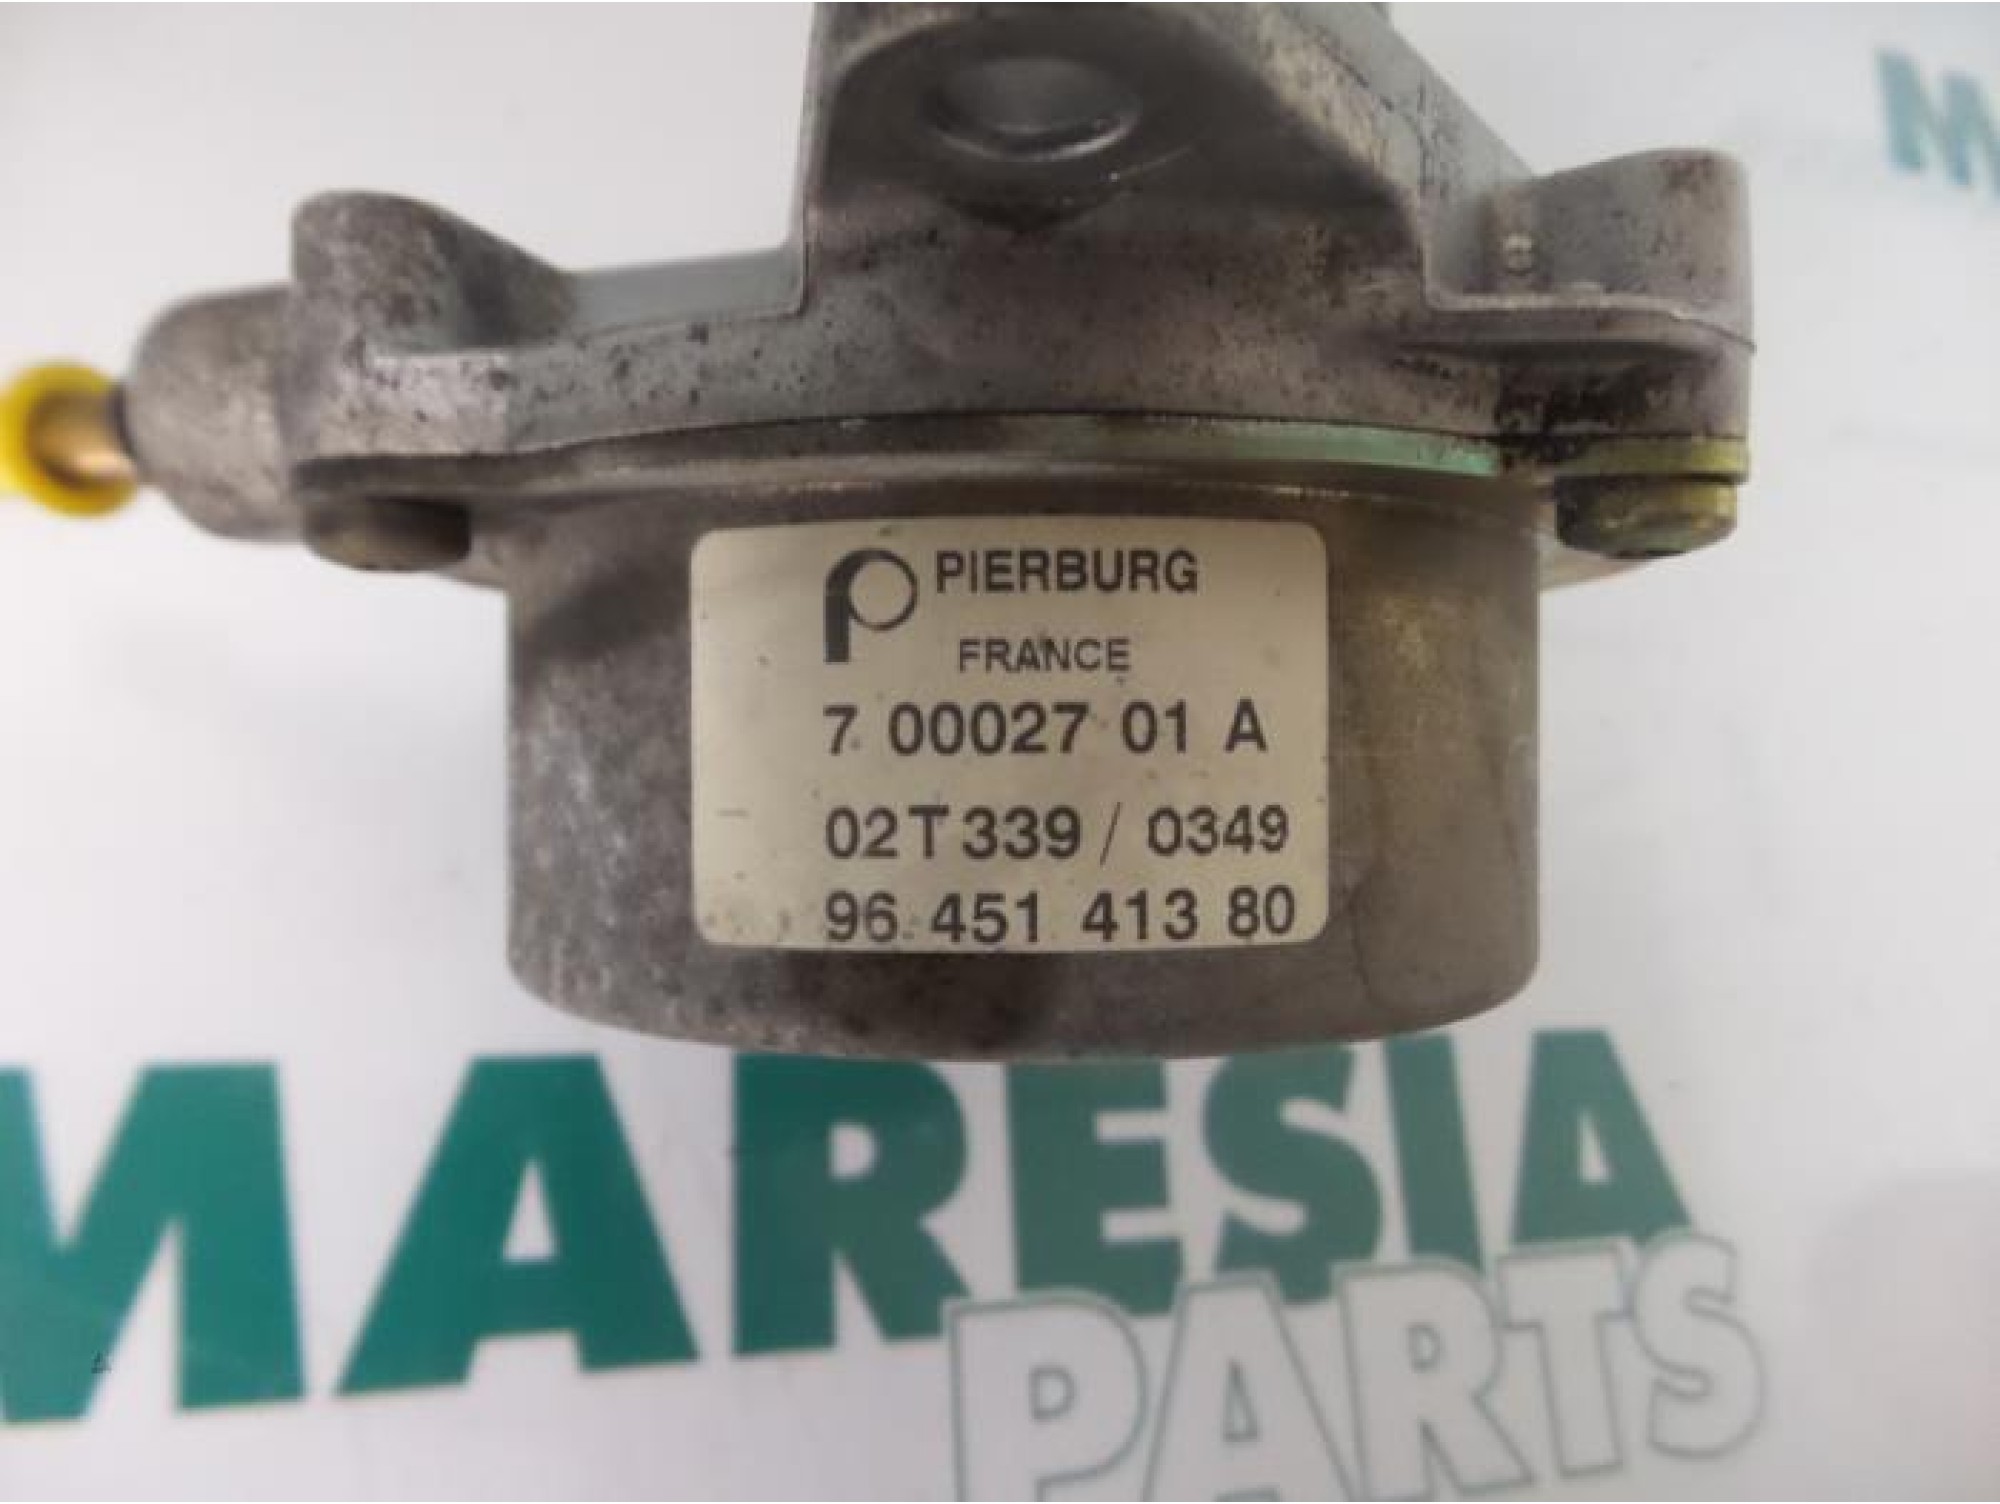 PIERBURG
FRANCE
7 00027 01 A
02T339 / 0349
96 451 413 80
MARESIA
PARTS